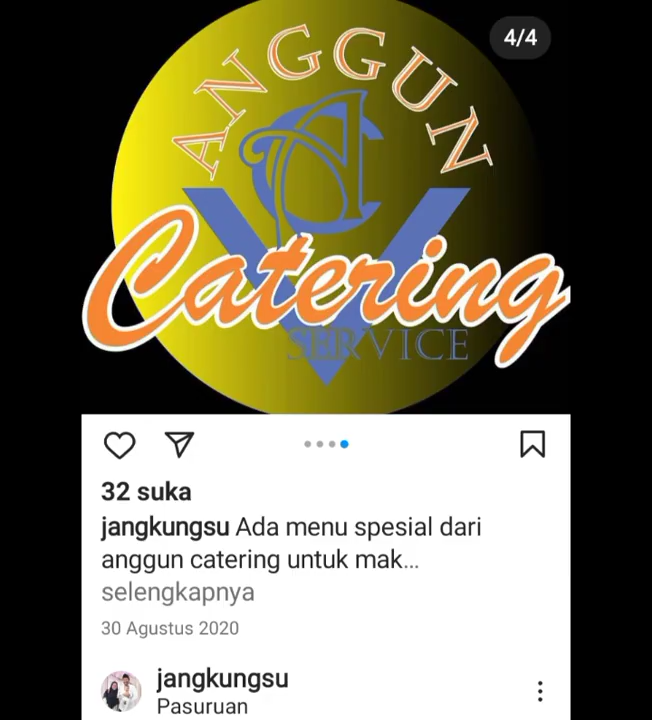 4/4
ANGGUN
AC
Catering
SERVICE
32 suka
jangkungsu Ada menu spesial dari
anggun catering untuk mak...
selengkapnya
30 Agustus 2020
jangkungsu
Pasuruan